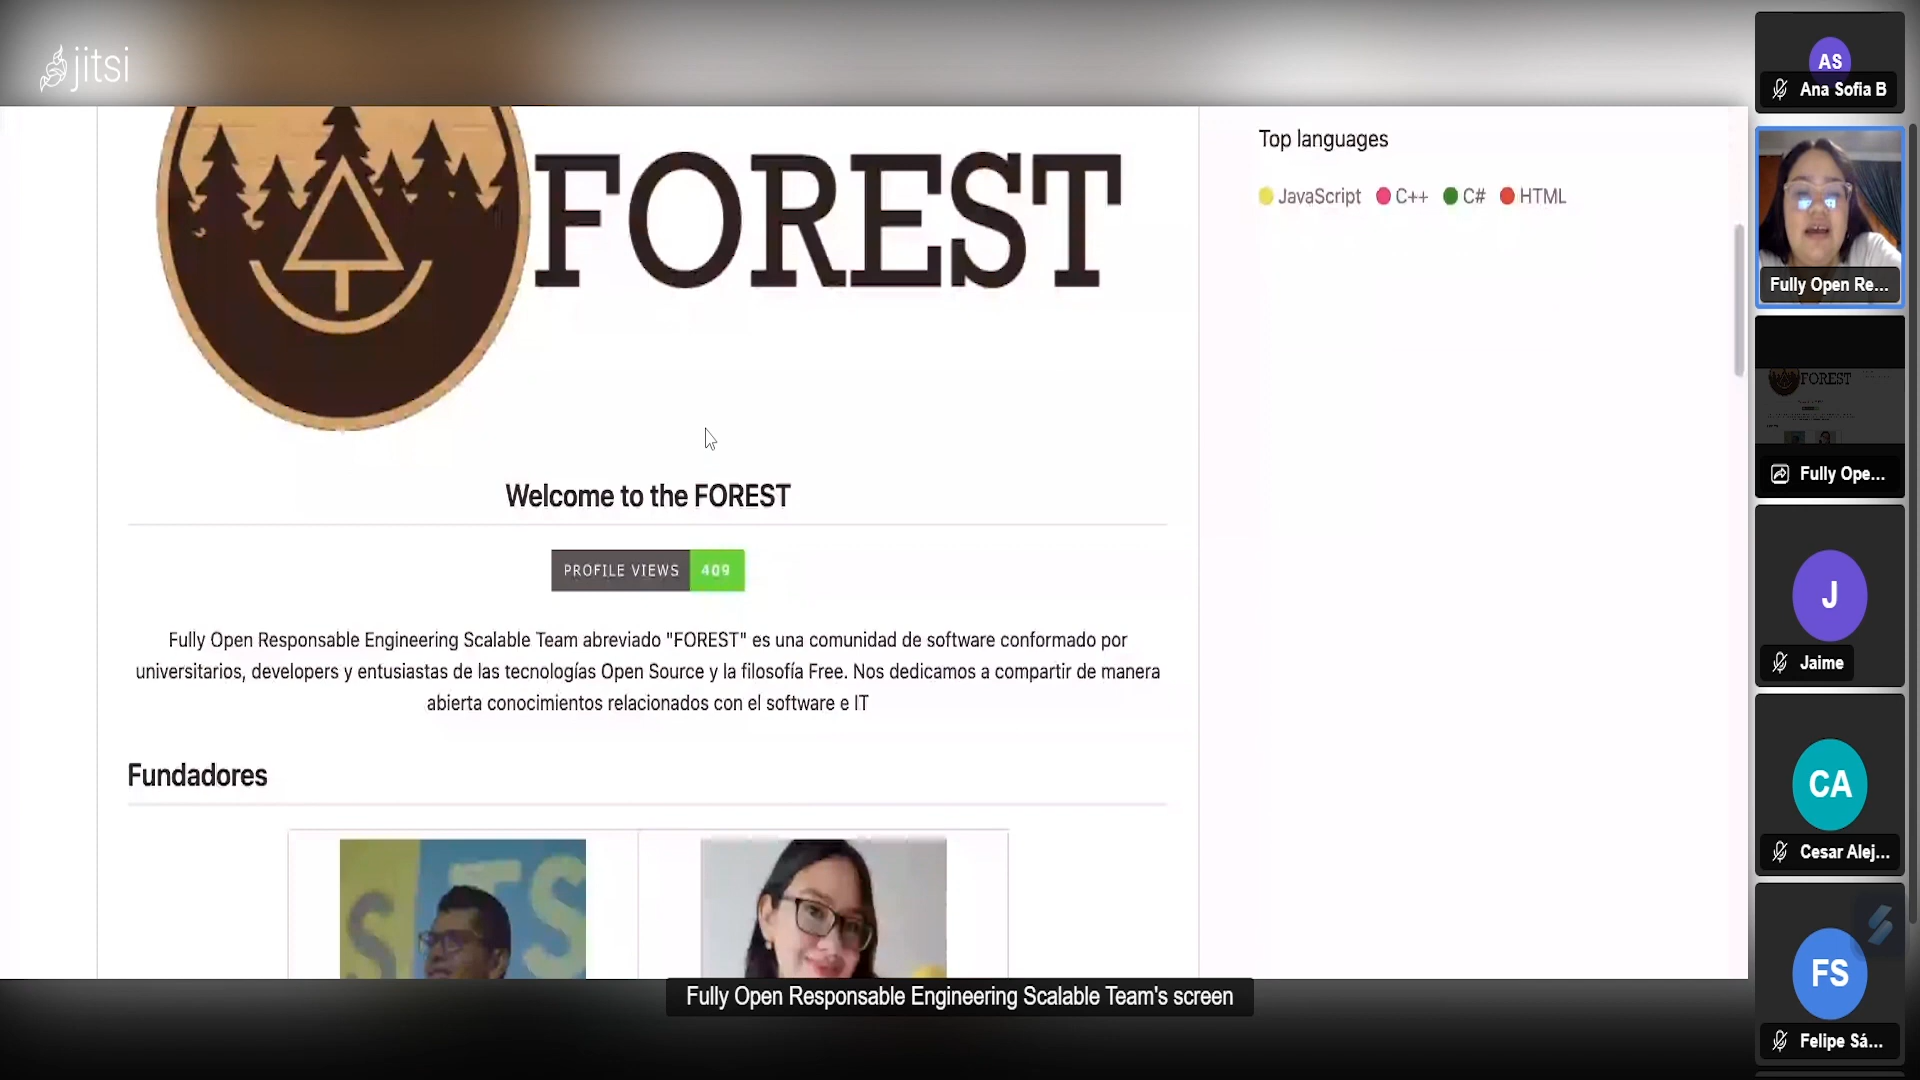 jitsi
FOREST
Top languages
JavaScript C++ C# HTML
Welcome to the FOREST
PROFILE VIEWS 409
Fully Open Responsable Engineering Scalable Team abreviado "FOREST" es una comunidad de software conformado por
universitarios, developers y entusiastas de las tecnologías Open Source y la filosofía Free. Nos dedicamos a compartir de manera
abierta conocimientos relacionados con el software e IT
Fundadores
Fully Open Responsable Engineering Scalable Team's screen
AS
Ana Sofia B
Fully Open Re...
FOREST
Fully Ope...
J
Jaime
CA
Cesar Alej...
FS
Felipe Sá...